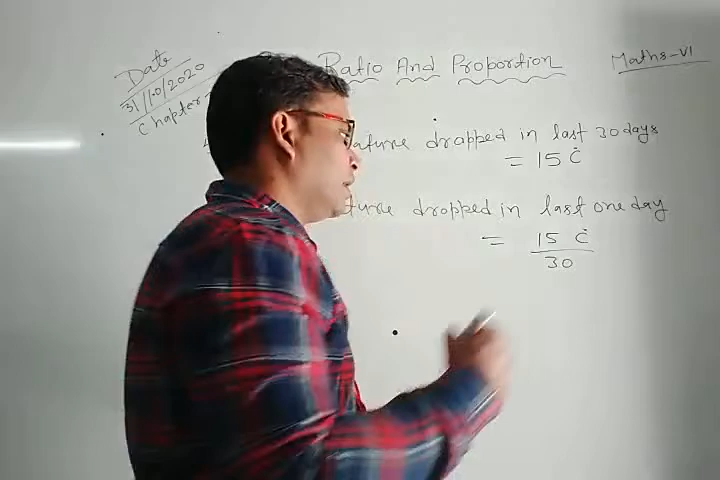 Date
31/10/2020
Chapter
Ratio And Proportion
Maths-VI
ature dropped in last 30 days
= 15 °C
ture dropped in last one day
= 15 °C
30